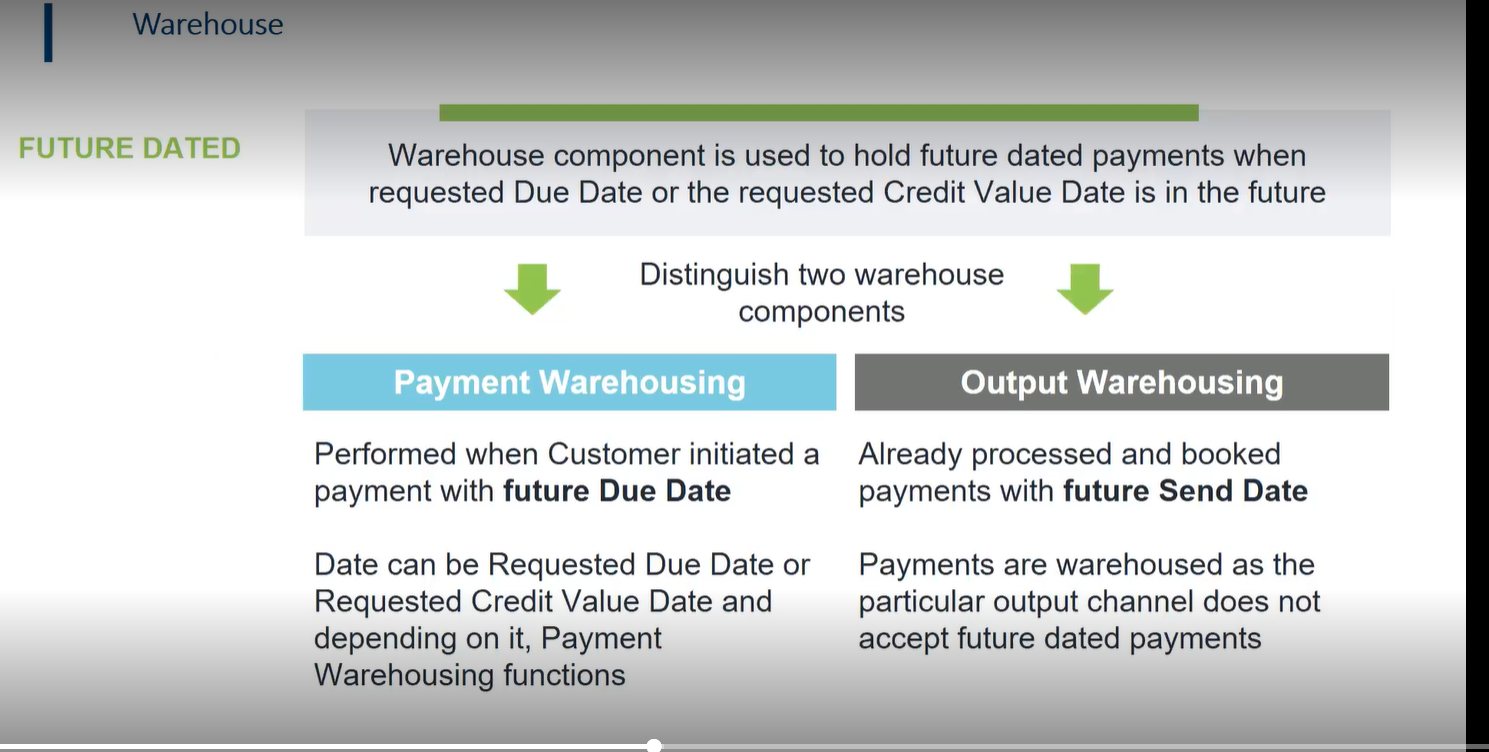 Warehouse
FUTURE DATED
Warehouse component is used to hold future dated payments when
requested Due Date or the requested Credit Value Date is in the future
Distinguish two warehouse
components
Payment Warehousing
Performed when Customer initiated a
payment with future Due Date
Date can be Requested Due Date or
Requested Credit Value Date and
depending on it, Payment
Warehousing functions
Output Warehousing
Already processed and booked
payments with future Send Date
Payments are warehoused as the
particular output channel does not
accept future dated payments